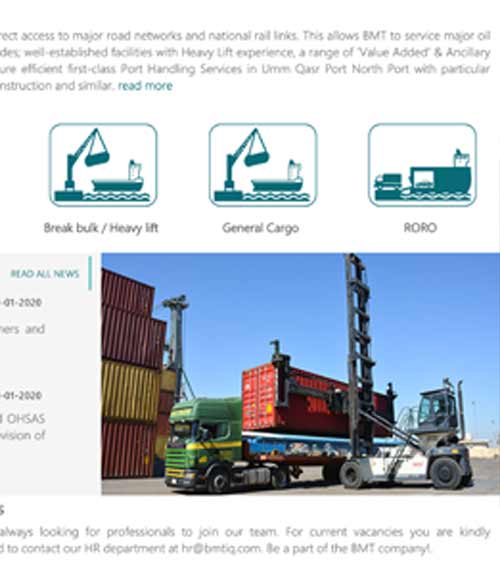 rect access to major road networks and national rail links. This allows BMT to service major oil
des; well-established facilities with Heavy Lift experience, a range of 'Value Added' & Ancillary
ure efficient first-class Port Handling Services in Umm Qasr Port North Port with particular
nstruction and similar. read more
Break bulk / Heavy lift
General Cargo
RORO
READ ALL NEWS
-01-2020
ners and
-01-2020
OHSAS
vision of
S
always looking for professionals to join our team. For current vacancies you are kindly
d to contact our HR department at hr@bmtiq.com. Be a part of the BMT company!.